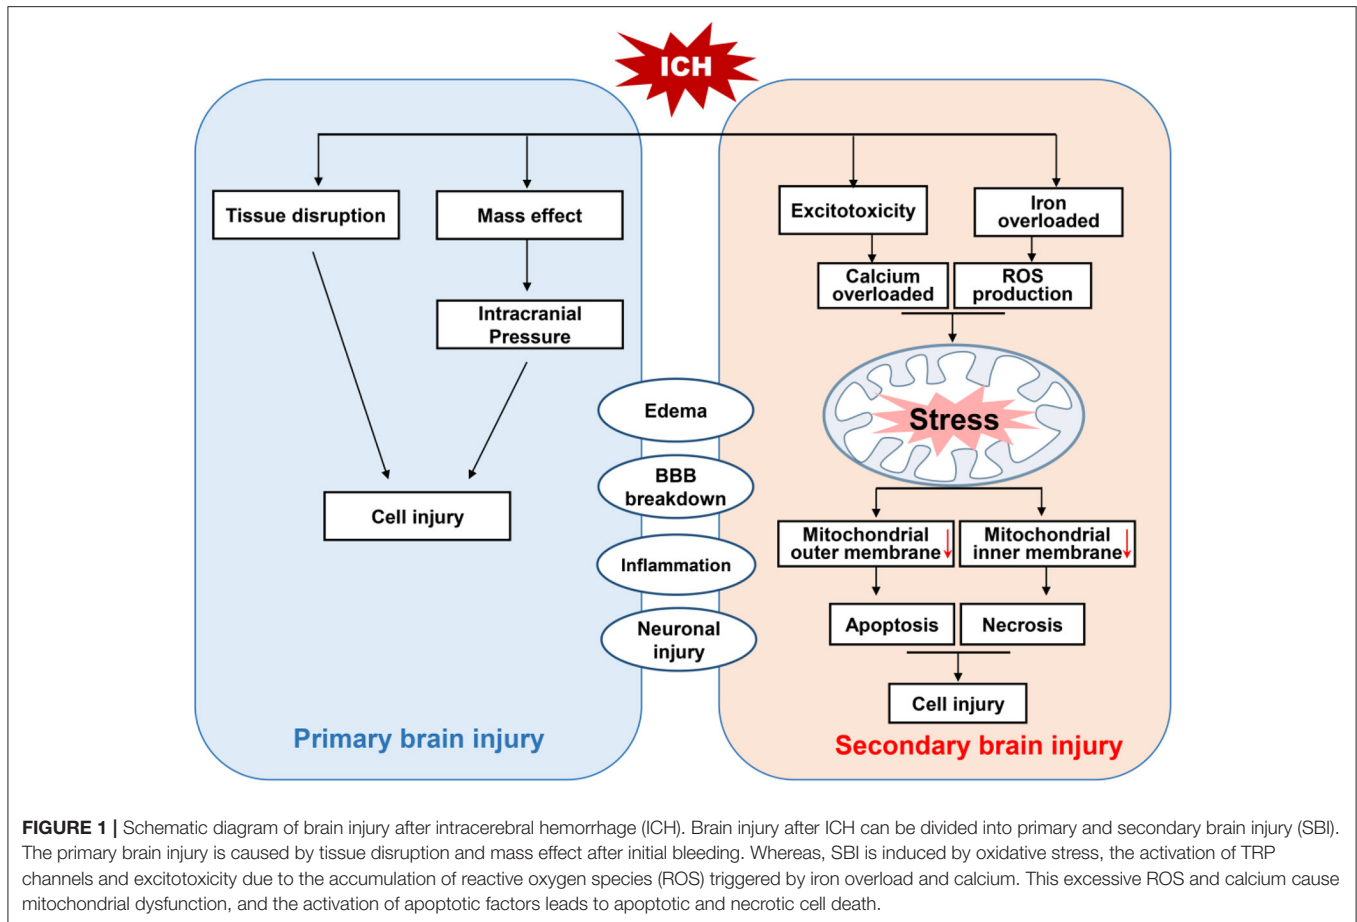 ICH
Tissue disruption
Mass effect
Intracranial
Pressure
Cell injury
Primary brain injury
Edema
BBB
breakdown
Inflammation
Neuronal
injury
Excitotoxicity
Iron
overloaded
Calcium
overloaded
ROS
production
Stress
Mitochondrial
outer membrane↓
Mitochondrial
inner membrane↓
Apoptosis
Necrosis
Cell injury
Secondary brain injury
FIGURE 1 | Schematic diagram of brain injury after intracerebral hemorrhage (ICH). Brain injury after ICH can be divided into primary and secondary brain injury (SBI).
The primary brain injury is caused by tissue disruption and mass effect after initial bleeding. Whereas, SBI is induced by oxidative stress, the activation of TRP
channels and excitotoxicity due to the accumulation of reactive oxygen species (ROS) triggered by iron overload and calcium. This excessive ROS and calcium cause
mitochondrial dysfunction, and the activation of apoptotic factors leads to apoptotic and necrotic cell death.